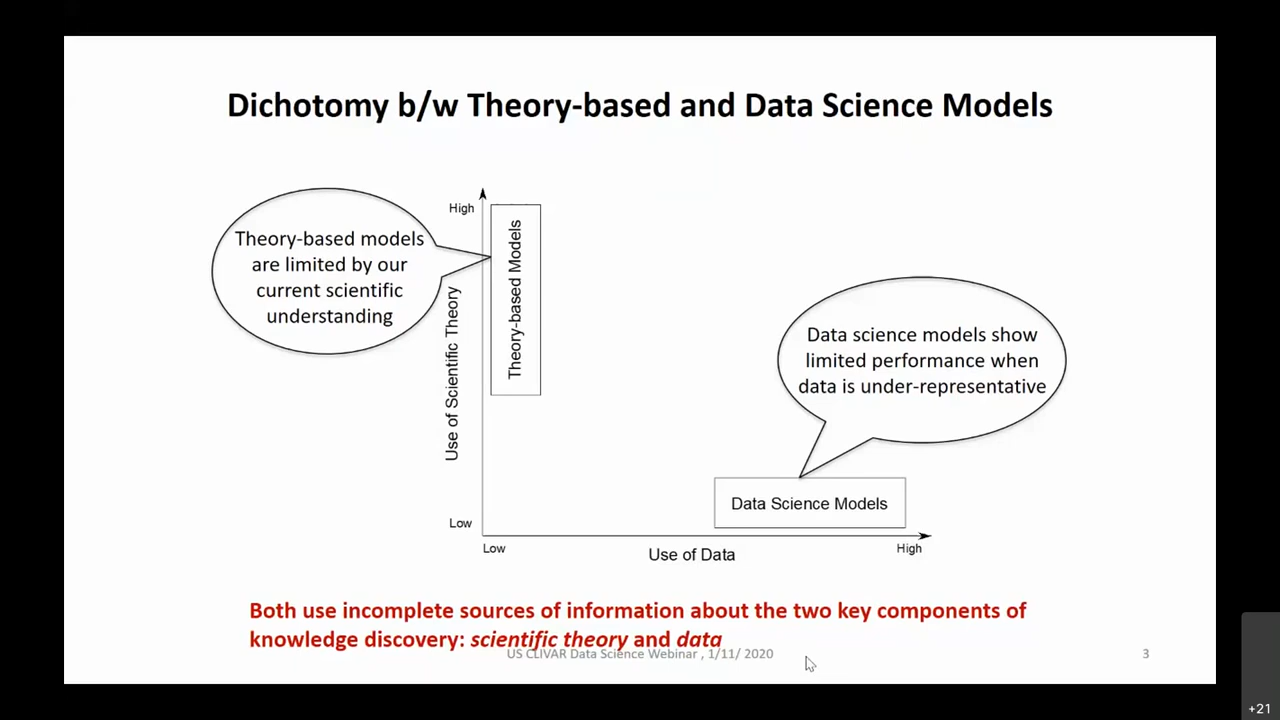 Dichotomy b/w Theory-based and Data Science Models
Theory-based models
are limited by our
current scientific
understanding
High
Use of Scientific Theory
Low
Theory-based Models
Data science models show
limited performance when
data is under-representative
Data Science Models
Low
Use of Data
High
Both use incomplete sources of information about the two key components of
knowledge discovery: scientific theory and data
US CLIVAR Data Science Webinar , 1/11/ 2020
3
+21